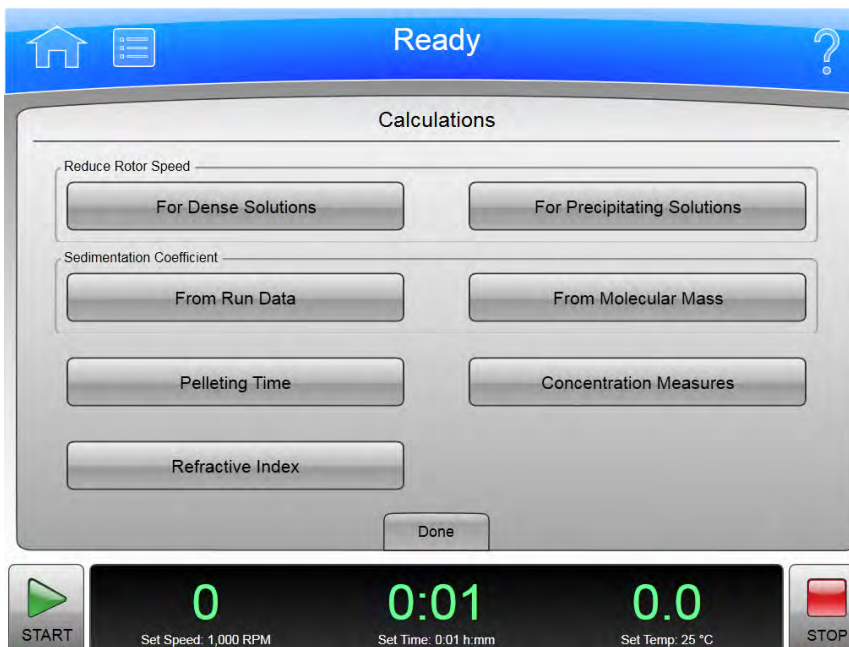 Ready
?
Calculations
Reduce Rotor Speed
For Dense Solutions
For Precipitating Solutions
Sedimentation Coefficient
From Run Data
From Molecular Mass
Pelleting Time
Concentration Measures
Refractive Index
Done
START
0
0:01
0.0
STOP
Set Speed: 1,000 RPM
Set Time: 0:01 h:mm
Set Temp: 25 °C